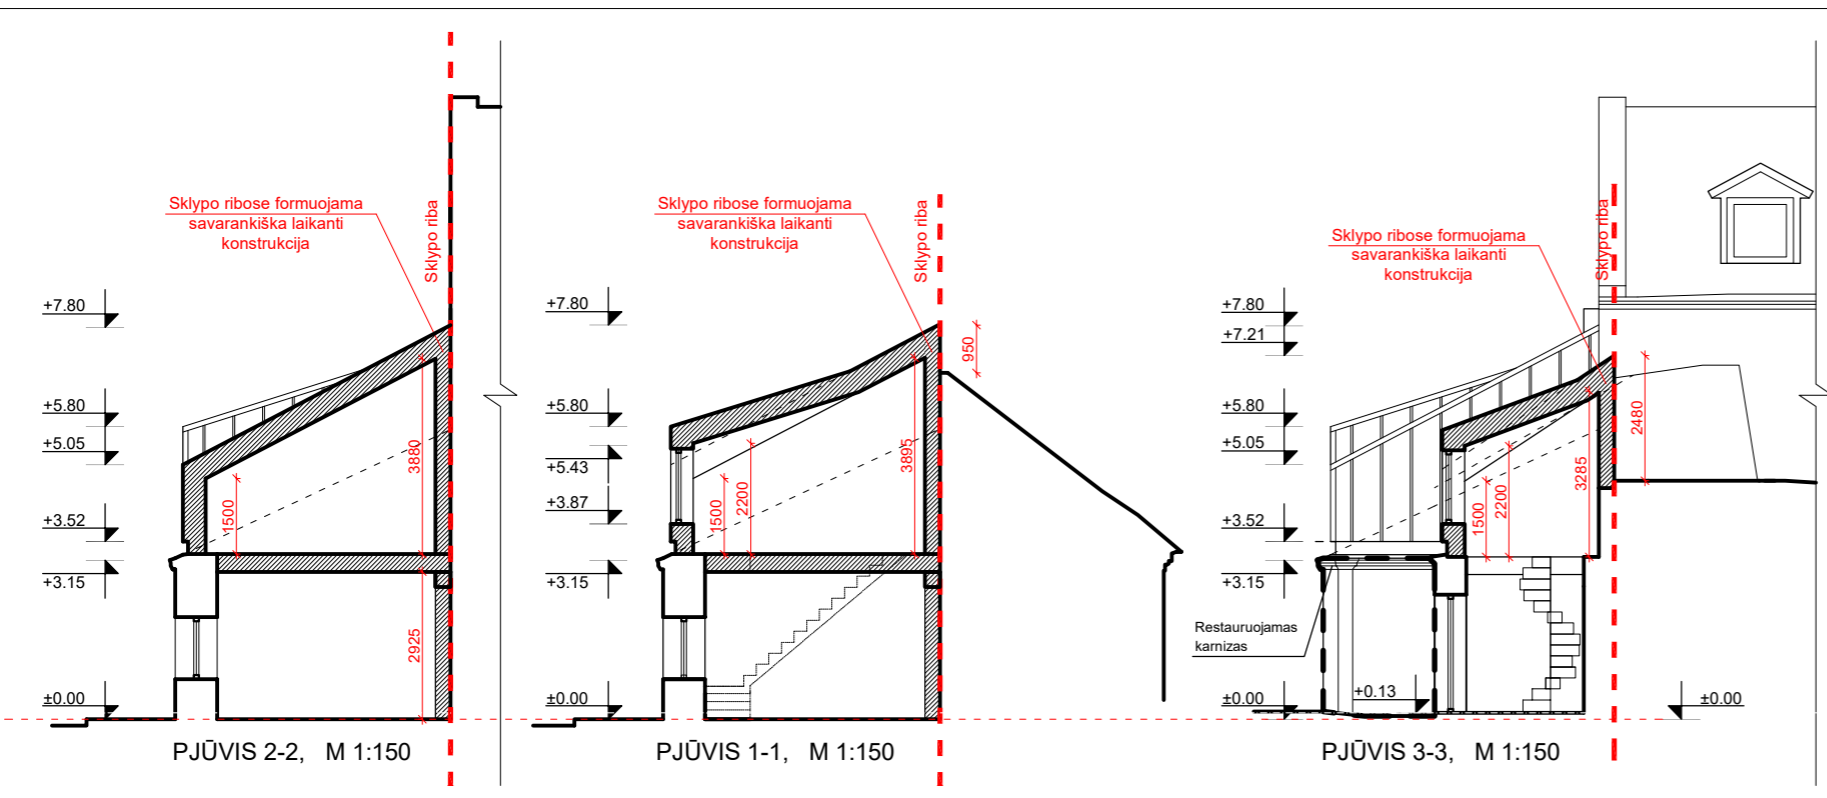 Sklypo ribose formuojama
savarankiška laikanti
konstrukcija
Sklypo riba
+7.80
+5.80
+5.05
+3.52
+3.15
±0.00
1500
3880
2925
PJŪVIS 2-2, M 1:150
Sklypo ribose formuojama
savarankiška laikanti
konstrukcija
Sklypo riba
+7.80
+5.80
+5.43
+3.87
+3.15
±0.00
950
1500
2200
3895
PJŪVIS 1-1, M 1:150
Sklypo ribose formuojama
savarankiška laikanti
konstrukcija
Sklypo riba
+7.80
+7.21
+5.80
+5.05
+3.52
+3.15
±0.00
1500
2200
3285
2480
Restauruojamas
karnizas
+0.13
±0.00
PJŪVIS 3-3, M 1:150